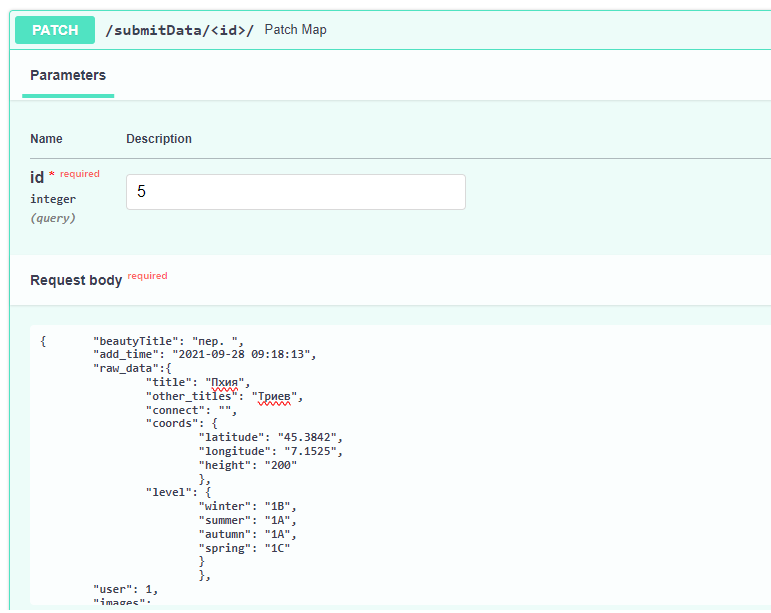 PATCH /submitData/<id>/ Patch Map
Parameters
Name Description
id * required
integer
(query)
5
Request body required
{ "beautyTitle": "пер. ",
"add_time": "2021-09-28 09:18:13",
"raw_data":{
"title": "Пхия",
"other_titles": "Триев",
"connect": "",
"coords": {
"latitude": "45.3842",
"longitude": "7.1525",
"height": "200"
},
"level": {
"winter": "1B",
"summer": "1A",
"autumn": "1A",
"spring": "1C"
}
},
"user": 1,
"images":